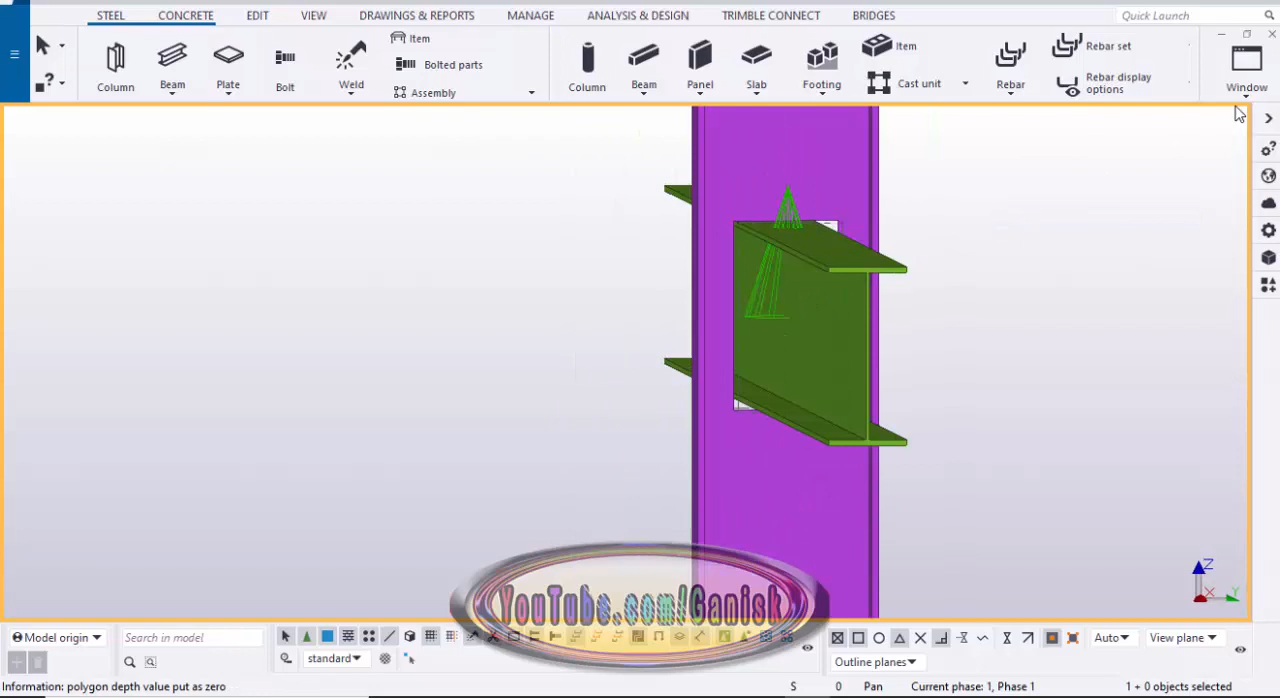 STEEL CONCRETE EDIT VIEW DRAWINGS & REPORTS MANAGE ANALYSIS & DESIGN TRIMBLE CONNECT BRIDGES Quick Launch
Item Item Rebar set
Bolted parts
Column Beam Plate Bolt Weld Column Beam Panel Slab Footing Cast unit Rebar Rebar display options Window
Assembly
Z
X Y
YouTube.com/Ganisk
Model origin Search in model Auto View plane
standard Outline planes
Information: polygon depth value put as zero S 0 Pan Current phase: 1, Phase 1 1 + 0 objects selected